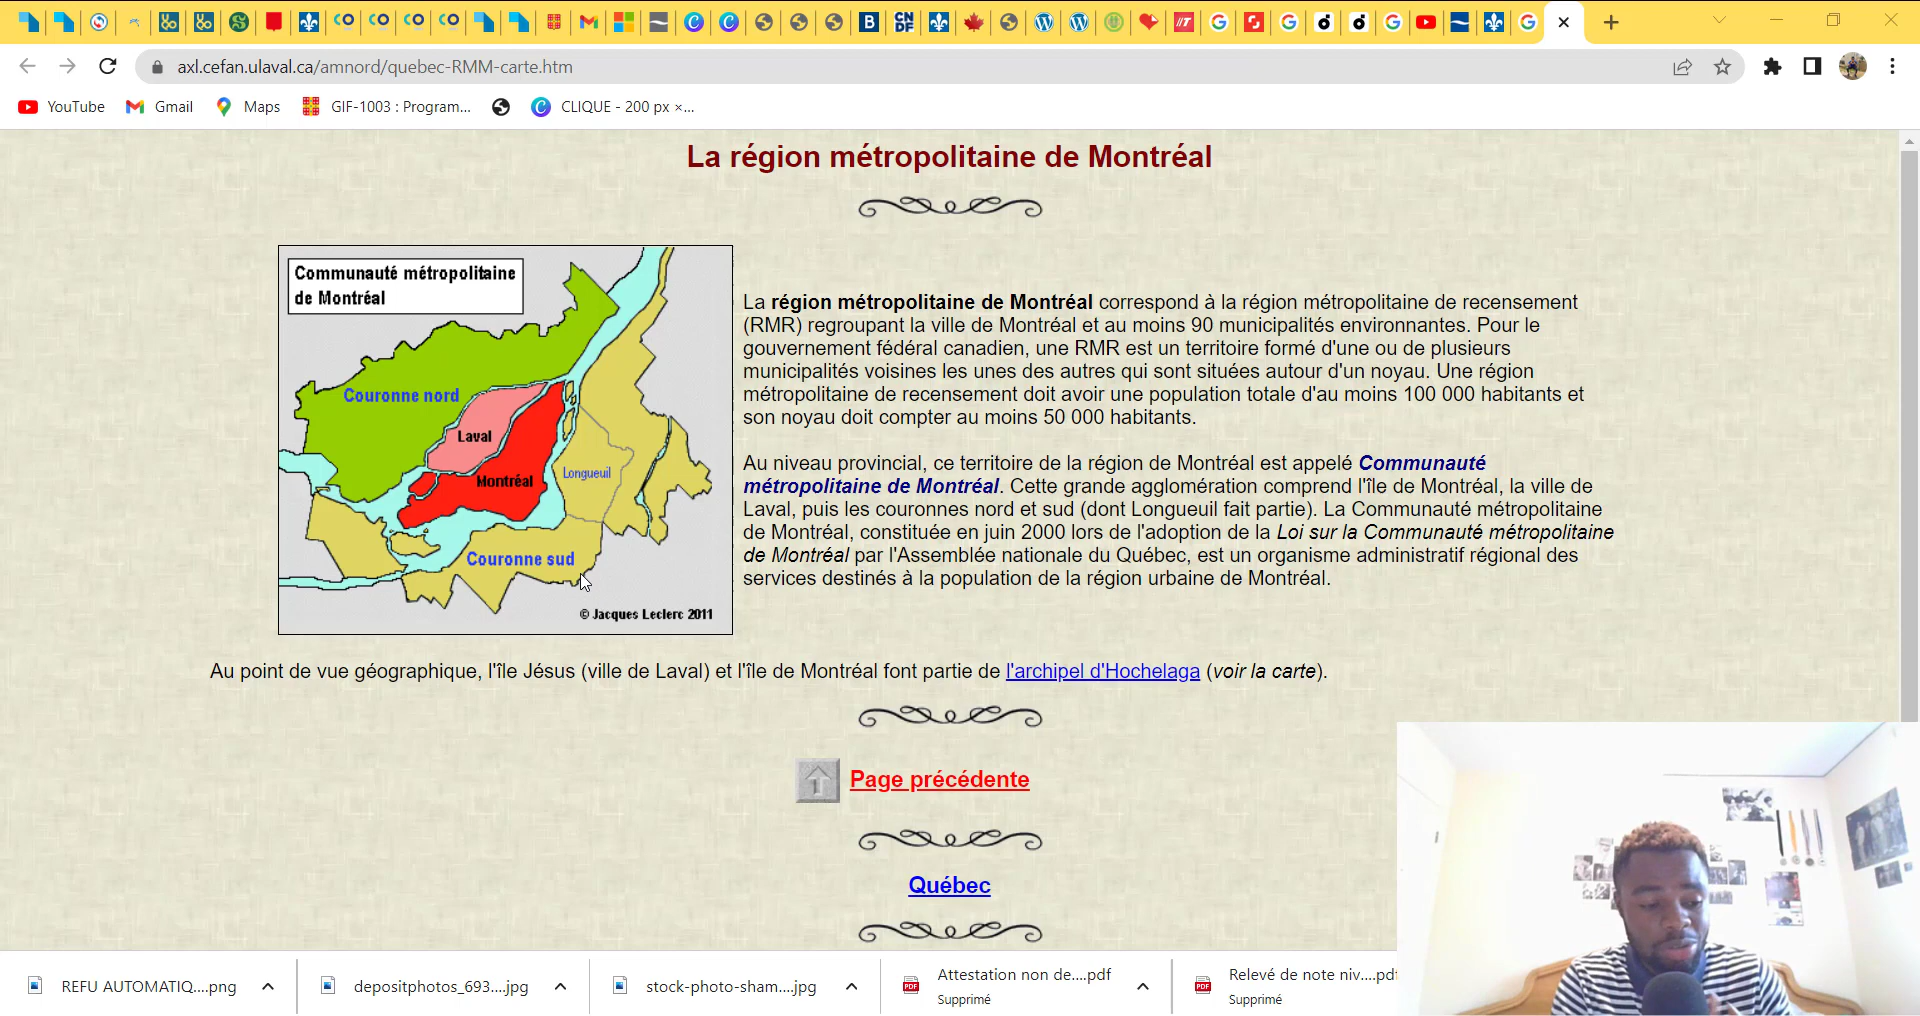 axl.cefan.ulaval.ca/amnord/quebec-RMM-carte.htm
YouTube
Gmail
Maps
GIF-1003 : Program...
CLIQUE - 200 px ×...
La région métropolitaine de Montréal
Communauté métropolitaine
de Montréal
Couronne nord
Laval
Montréal
Longueuil
Couronne sud
© Jacques Leclerc 2011
La région métropolitaine de Montréal correspond à la région métropolitaine de recensement
(RMR) regroupant la ville de Montréal et au moins 90 municipalités environnantes. Pour le
gouvernement fédéral canadien, une RMR est un territoire formé d'une ou de plusieurs
municipalités voisines les unes des autres qui sont situées autour d'un noyau. Une région
métropolitaine de recensement doit avoir une population totale d'au moins 100 000 habitants et
son noyau doit compter au moins 50 000 habitants.
Au niveau provincial, ce territoire de la région de Montréal est appelé Communauté
métropolitaine de Montréal. Cette grande agglomération comprend l'île de Montréal, la ville de
Laval, puis les couronnes nord et sud (dont Longueuil fait partie). La Communauté métropolitaine
de Montréal, constituée en juin 2000 lors de l'adoption de la Loi sur la Communauté métropolitaine
de Montréal par l'Assemblée nationale du Québec, est un organisme administratif régional des
services destinés à la population de la région urbaine de Montréal.
Au point de vue géographique, l'île Jésus (ville de Laval) et l'île de Montréal font partie de l'archipel d'Hochelaga (voir la carte).
Page précédente
Québec
REFU AUTOMATIQ....png
depositphotos_693....jpg
stock-photo-sham....jpg
Attestation non de....pdf
Supprimé
Relevé de note niv....pdf
Supprimé